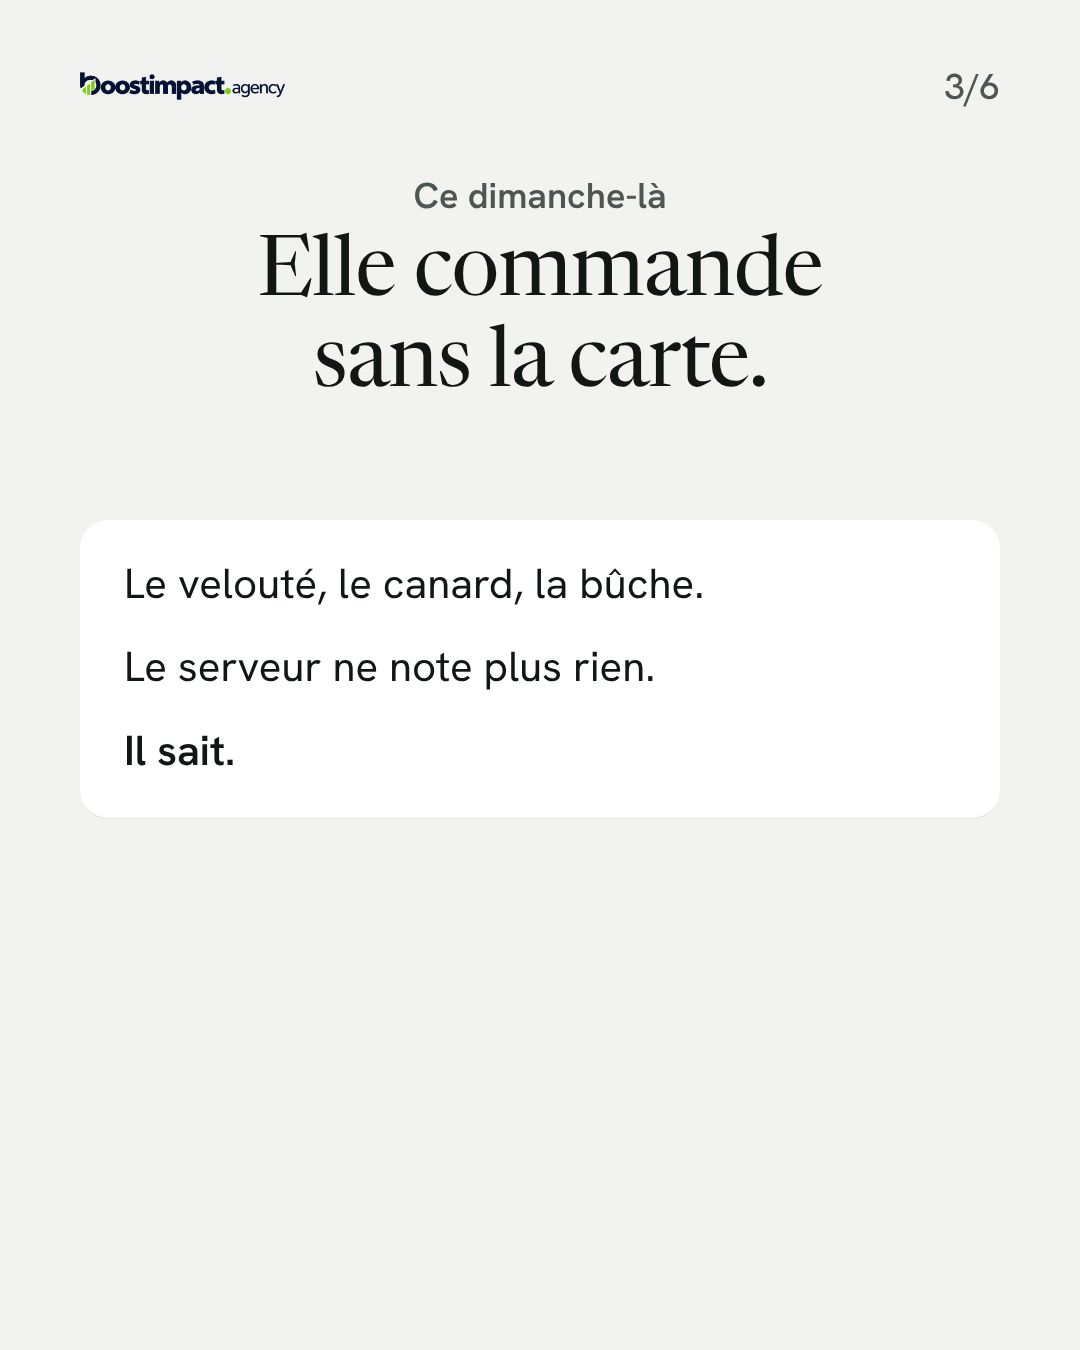 boostimpact.agency
3/6
Ce dimanche-là
Elle commande
sans la carte.
Le velouté, le canard, la bûche.
Le serveur ne note plus rien.
Il sait.